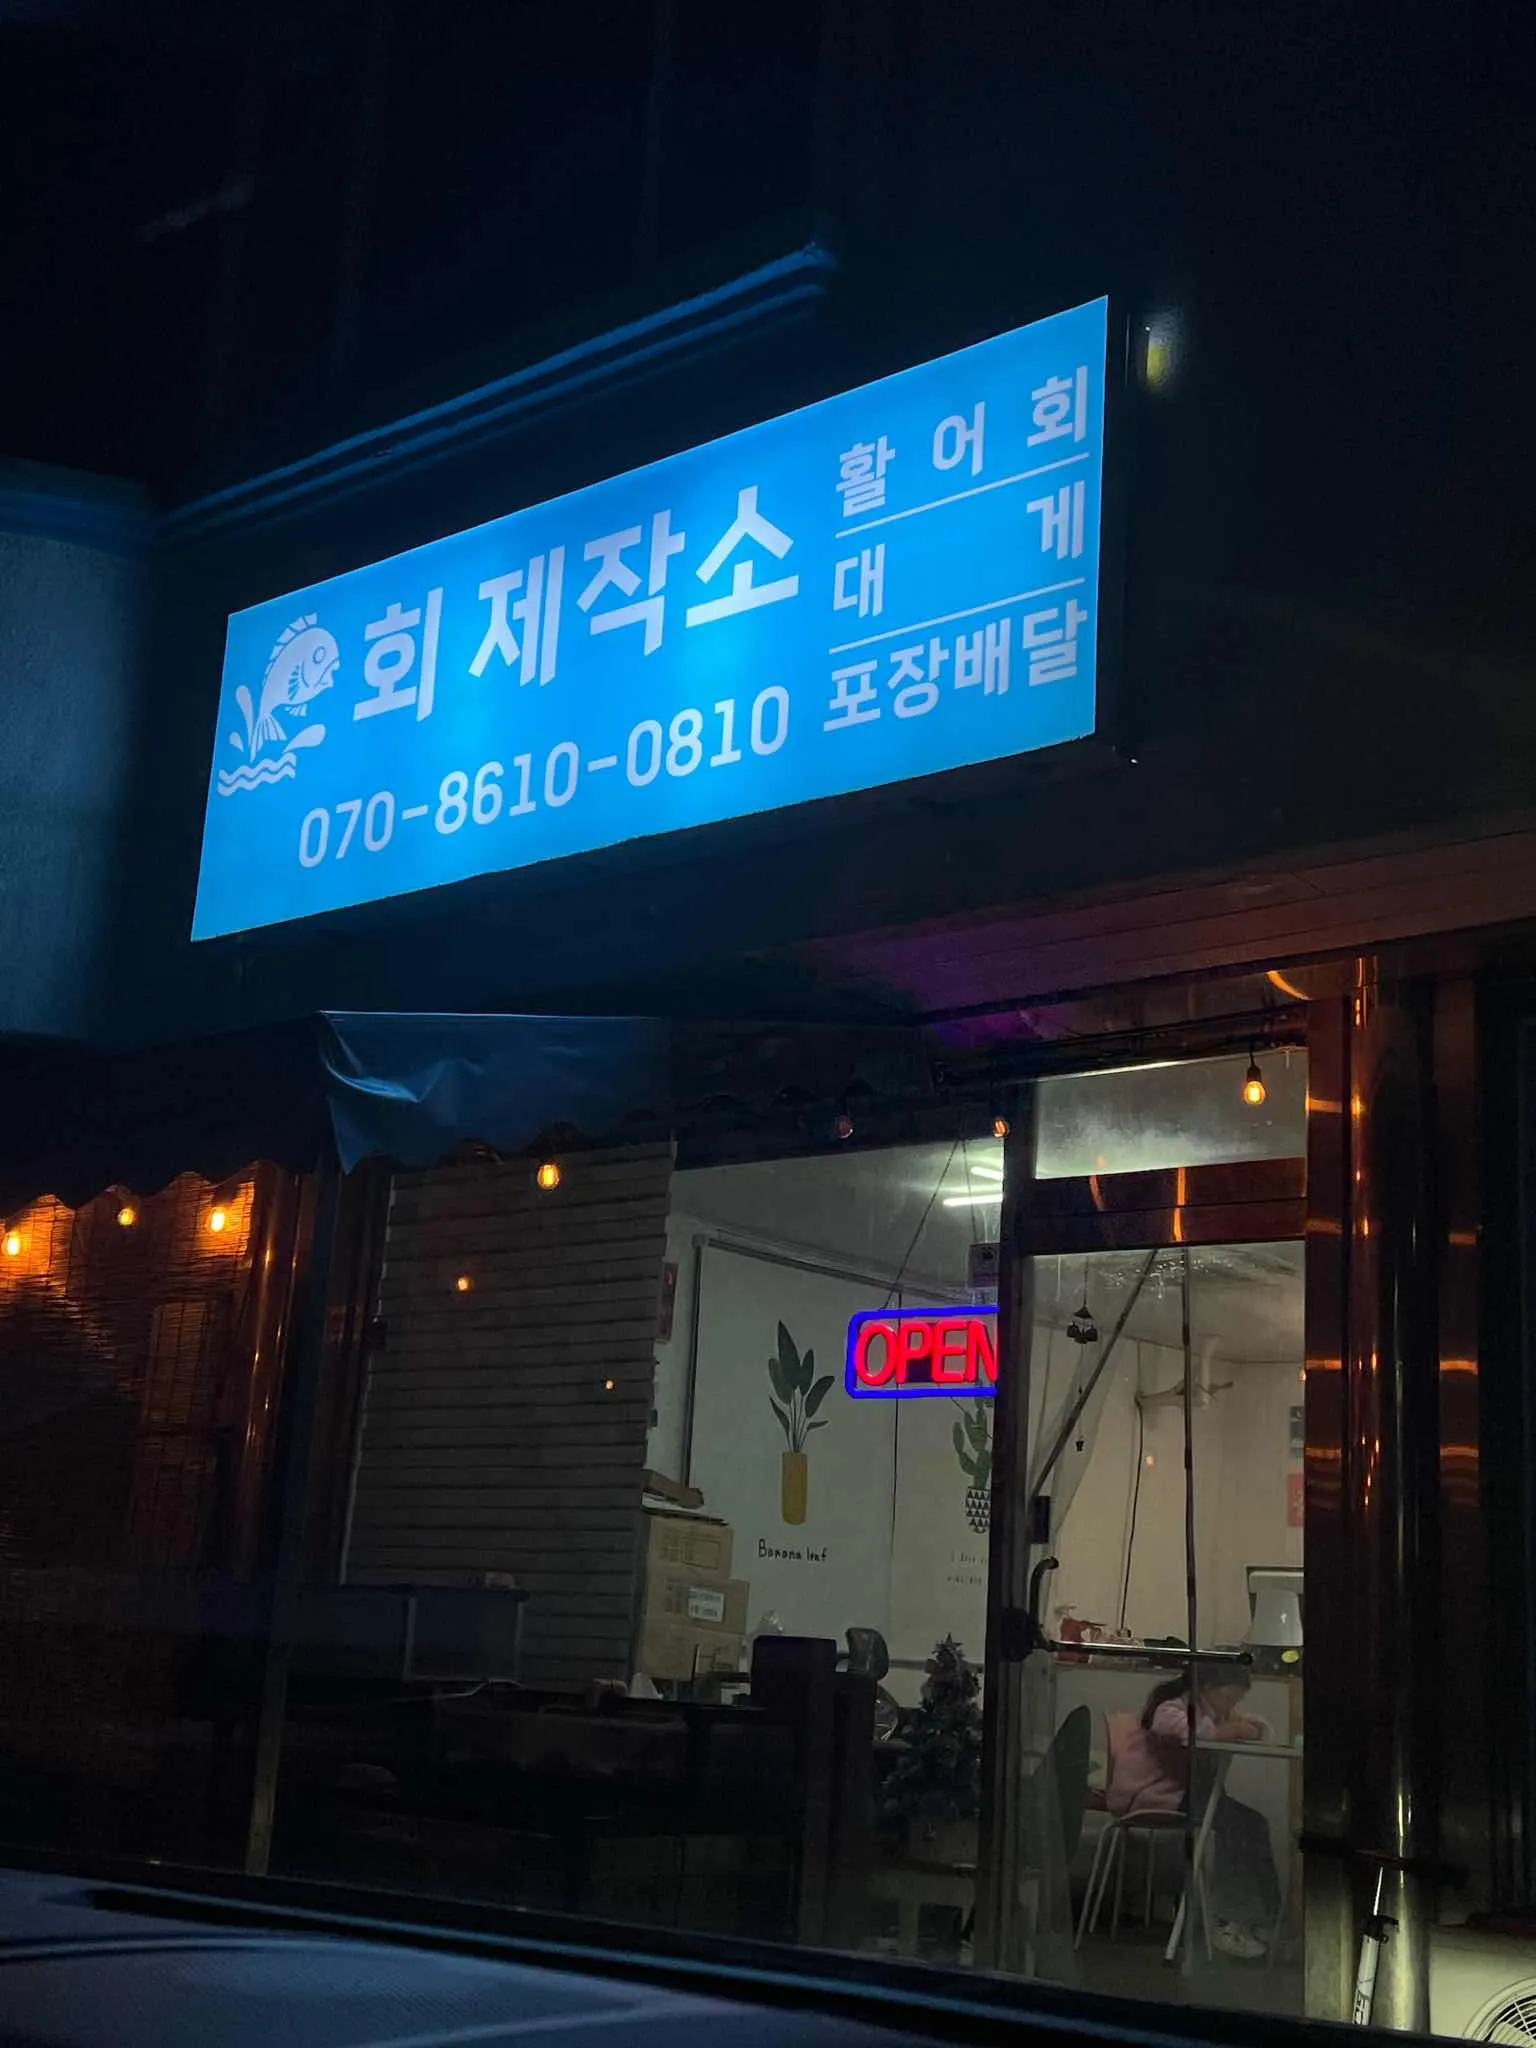 회 제작소
070-8610-0810
활어회
대게
포장배달
OPEN
Banana leaf